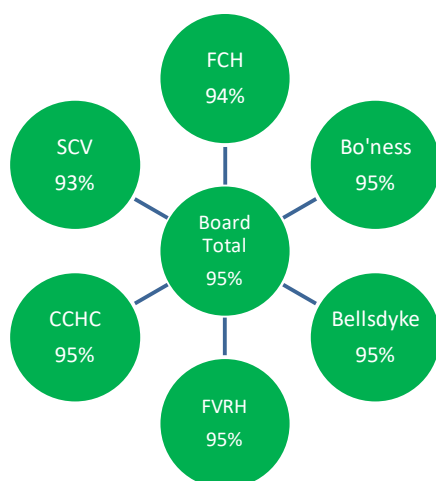 FCH
94%
SCV
93%
Bo'ness
95%
Board
Total
95%
CCHC
95%
Bellsdyke
95%
FVRH
95%